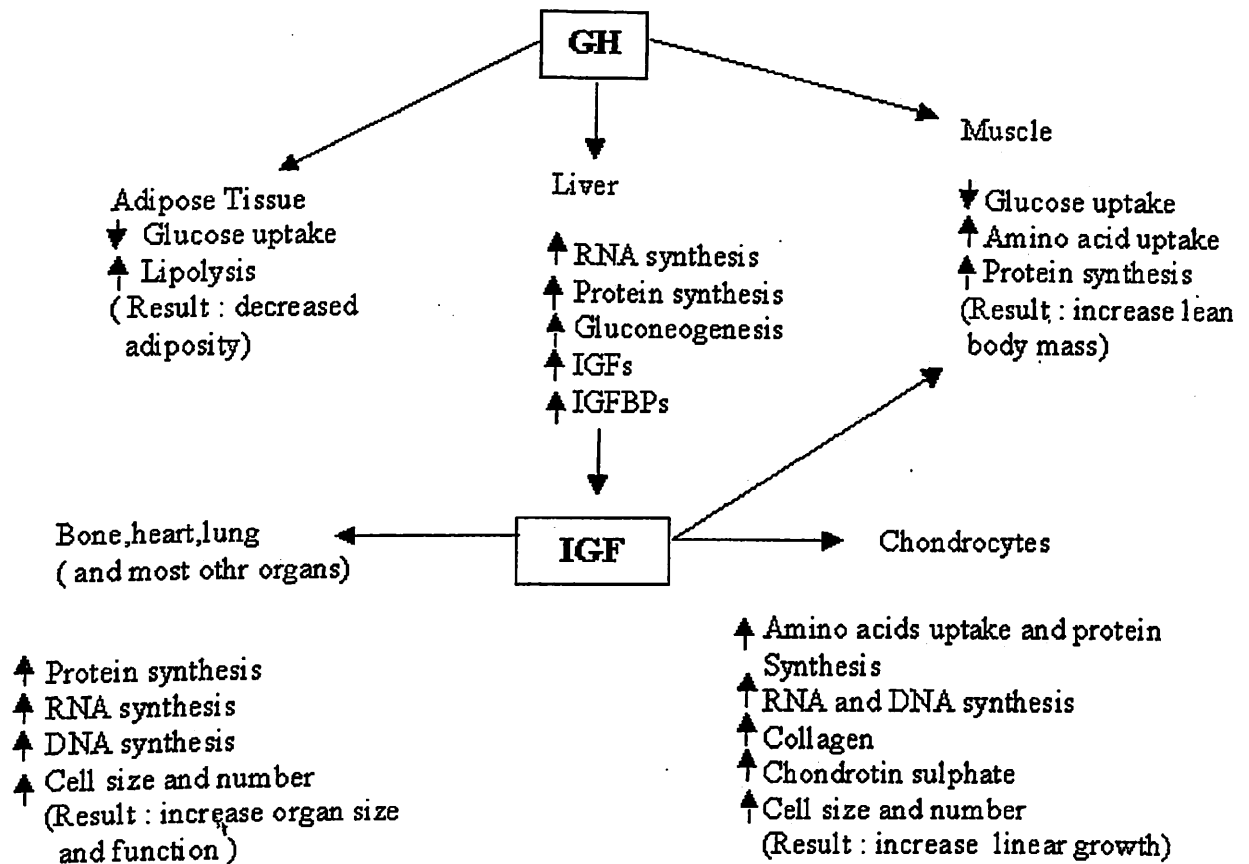 GH
Adipose Tissue
Glucose uptake
Lipolysis
( Result : decreased
adiposity)
Liver
RNA synthesis
Protein synthesis
Gluconeogenesis
IGFs
IGFBPs
Muscle
Glucose uptake
Amino acid uptake
Protein synthesis
(Result : increase lean
body mass)
IGF
Bone,heart,lung
( and most othr organs)
Protein synthesis
RNA synthesis
DNA synthesis
Cell size and number
(Result : increase organ size
and function )
Chondrocytes
Amino acids uptake and protein
Synthesis
RNA and DNA synthesis
Collagen
Chondrotin sulphate
Cell size and number
(Result : increase linear growth)